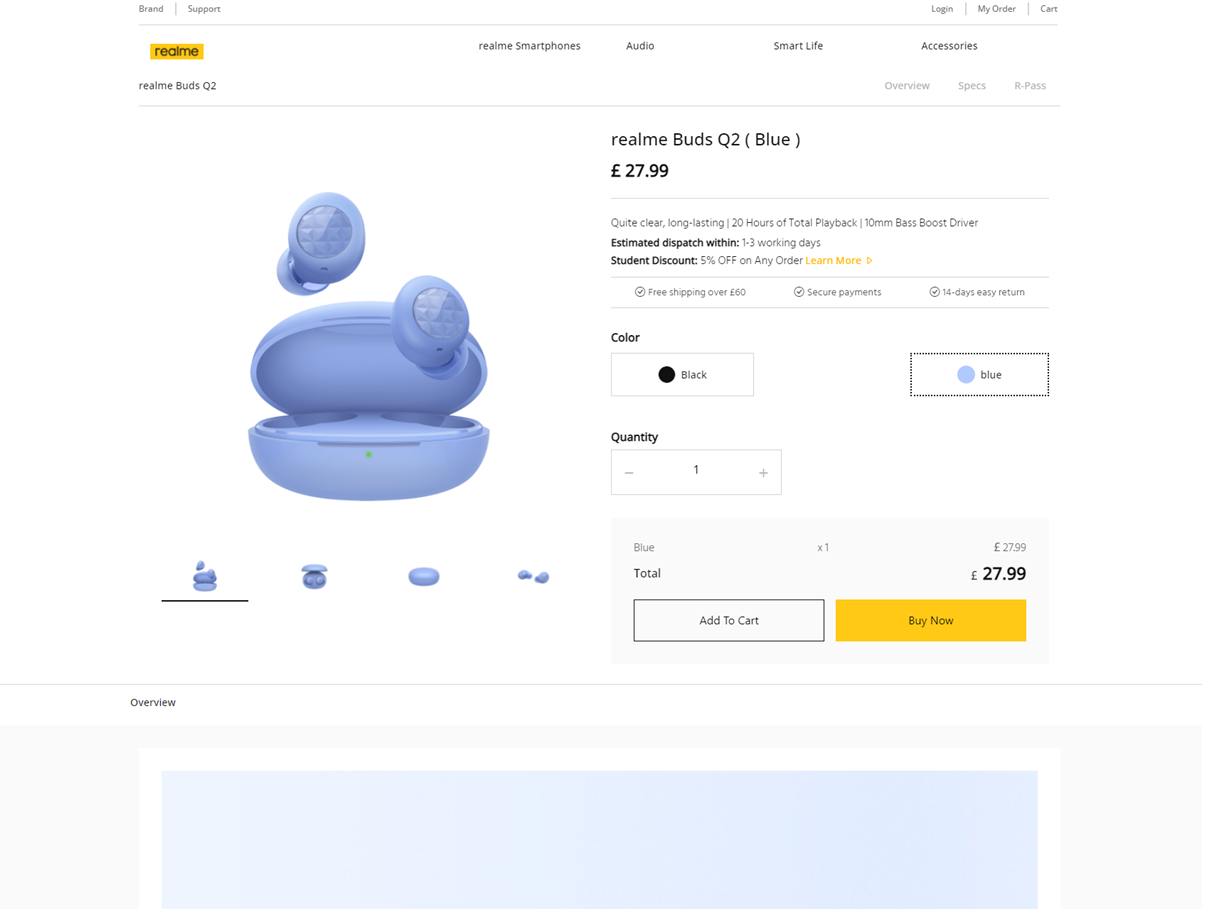 Brand Support Login My Order Cart
realme realme Smartphones Audio Smart Life Accessories
realme Buds Q2 Overview Specs R-Pass
realme Buds Q2 ( Blue )
£ 27.99
Quite clear, long-lasting | 20 Hours of Total Playback | 10mm Bass Boost Driver
Estimated dispatch within: 1-3 working days
Student Discount: 5% OFF on Any Order Learn More
Free shipping over £60 Secure payments 14-days easy return
Color
Black blue
Quantity
− 1 +
Blue x 1 £ 27.99
Total £ 27.99
Add To Cart Buy Now
Overview